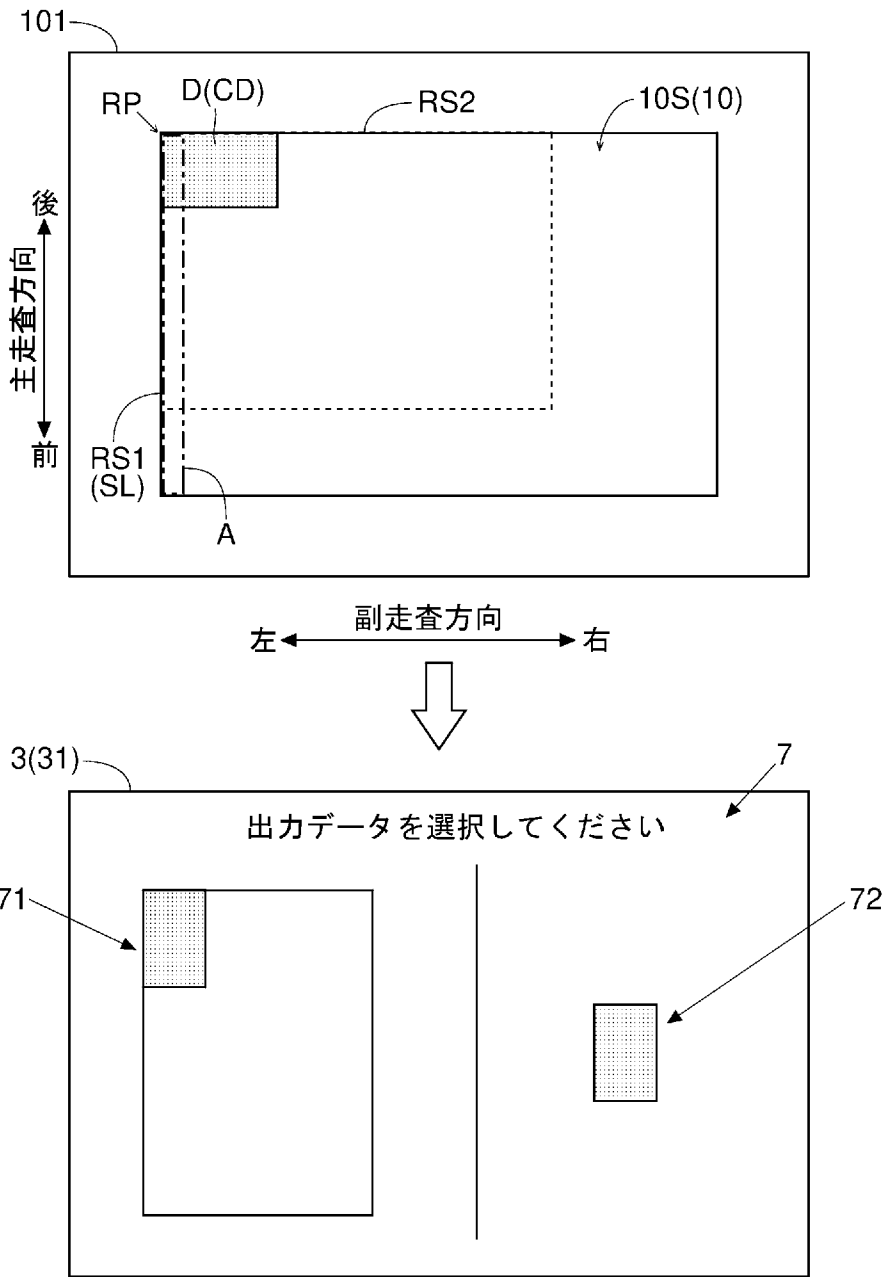 101
D(CD)
RP
RS2
10S(10)
後
主走査方向
前
RS1
(SL)
A
副走査方向
左
右
3(31)
7
出力データを選択してください
71
72